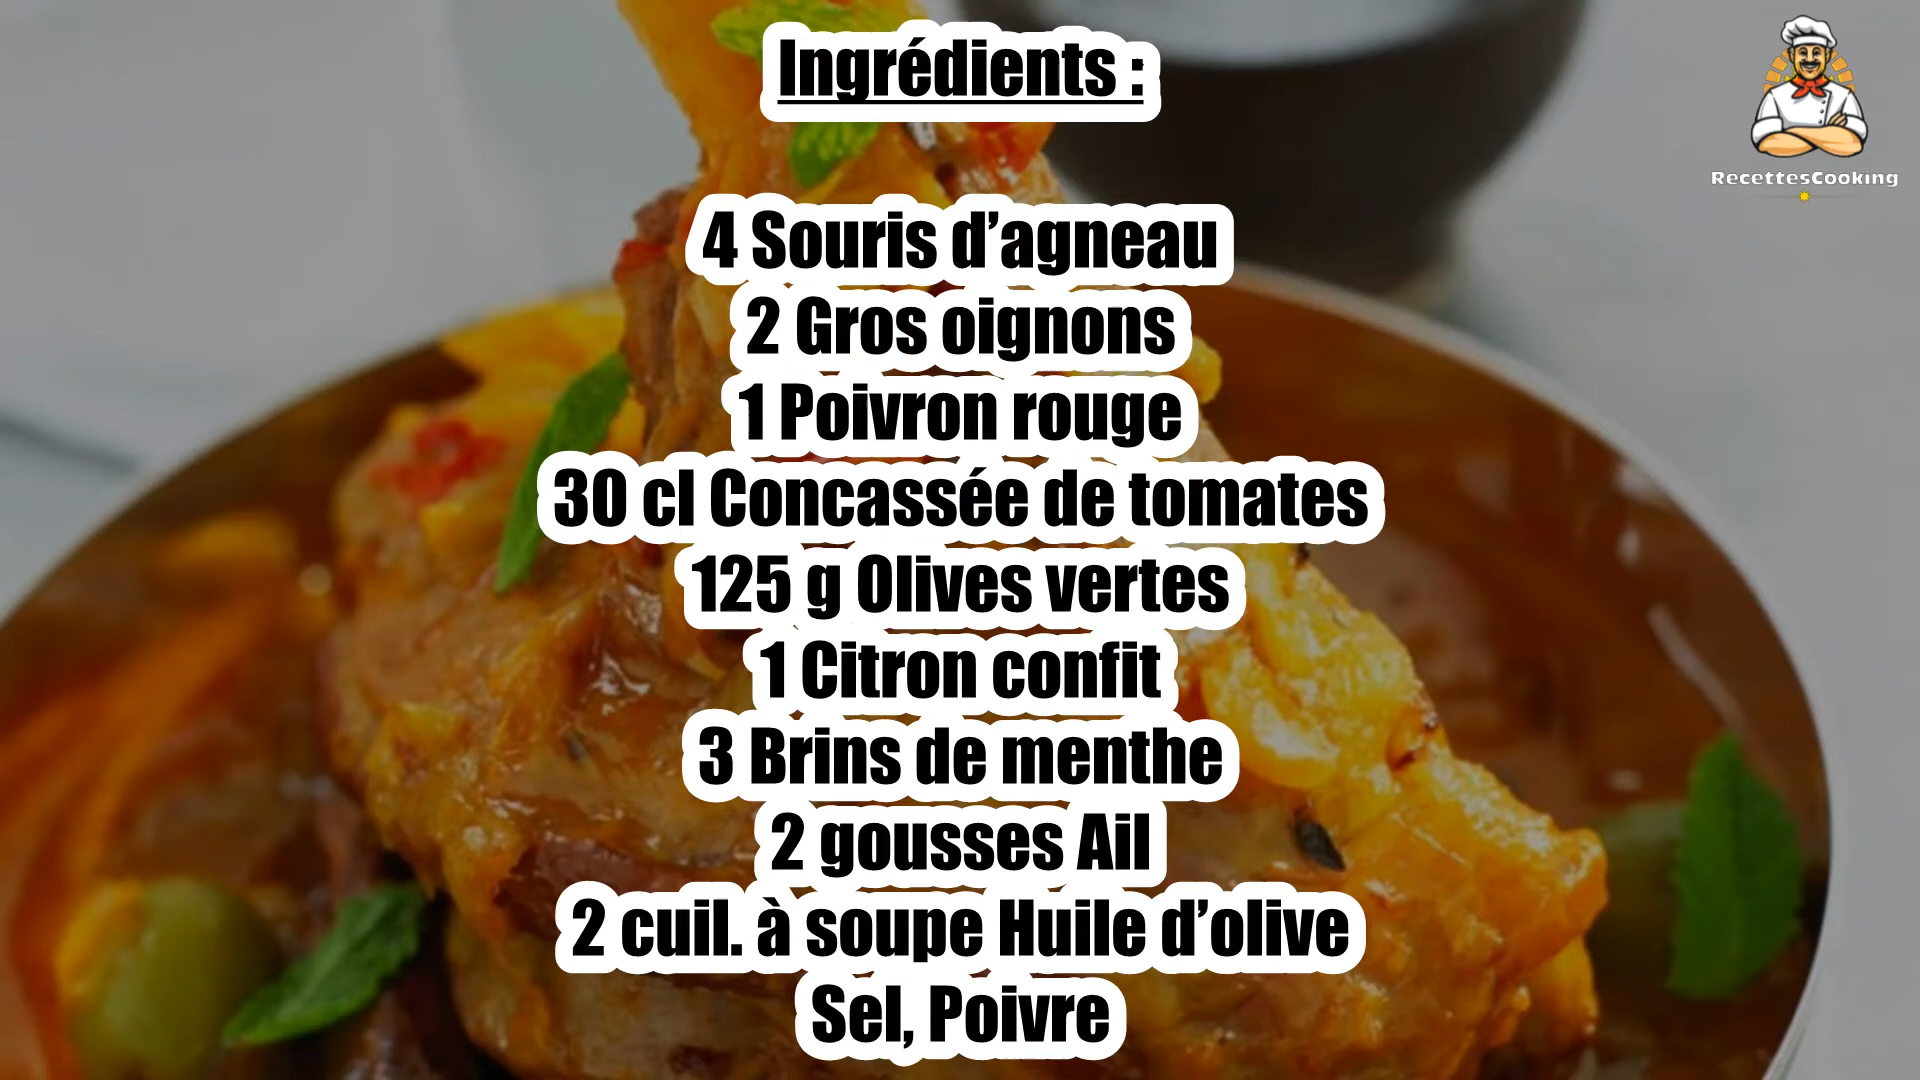 Ingrédients :
RecettesCooking
4 Souris d’agneau
2 Gros oignons
1 Poivron rouge
30 cl Concassée de tomates
125 g Olives vertes
1 Citron confit
3 Brins de menthe
2 gousses Ail
2 cuil. à soupe Huile d’olive
Sel, Poivre